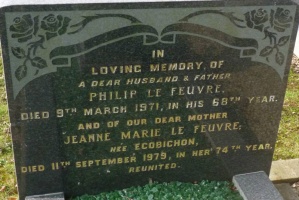 IN
LOVING MEMORY, OF
A DEAR HUSBAND & FATHER
PHILIP LE FEUVRE,
DIED 9TH MARCH 1971, IN HIS 68TH YEAR.
AND OF OUR DEAR MOTHER
JEANNE MARIE LE FEUVRE;
NÉE ECOBICHON,
DIED 11TH SEPTEMBER 1979, IN HER 74TH YEAR.
REUNITED.